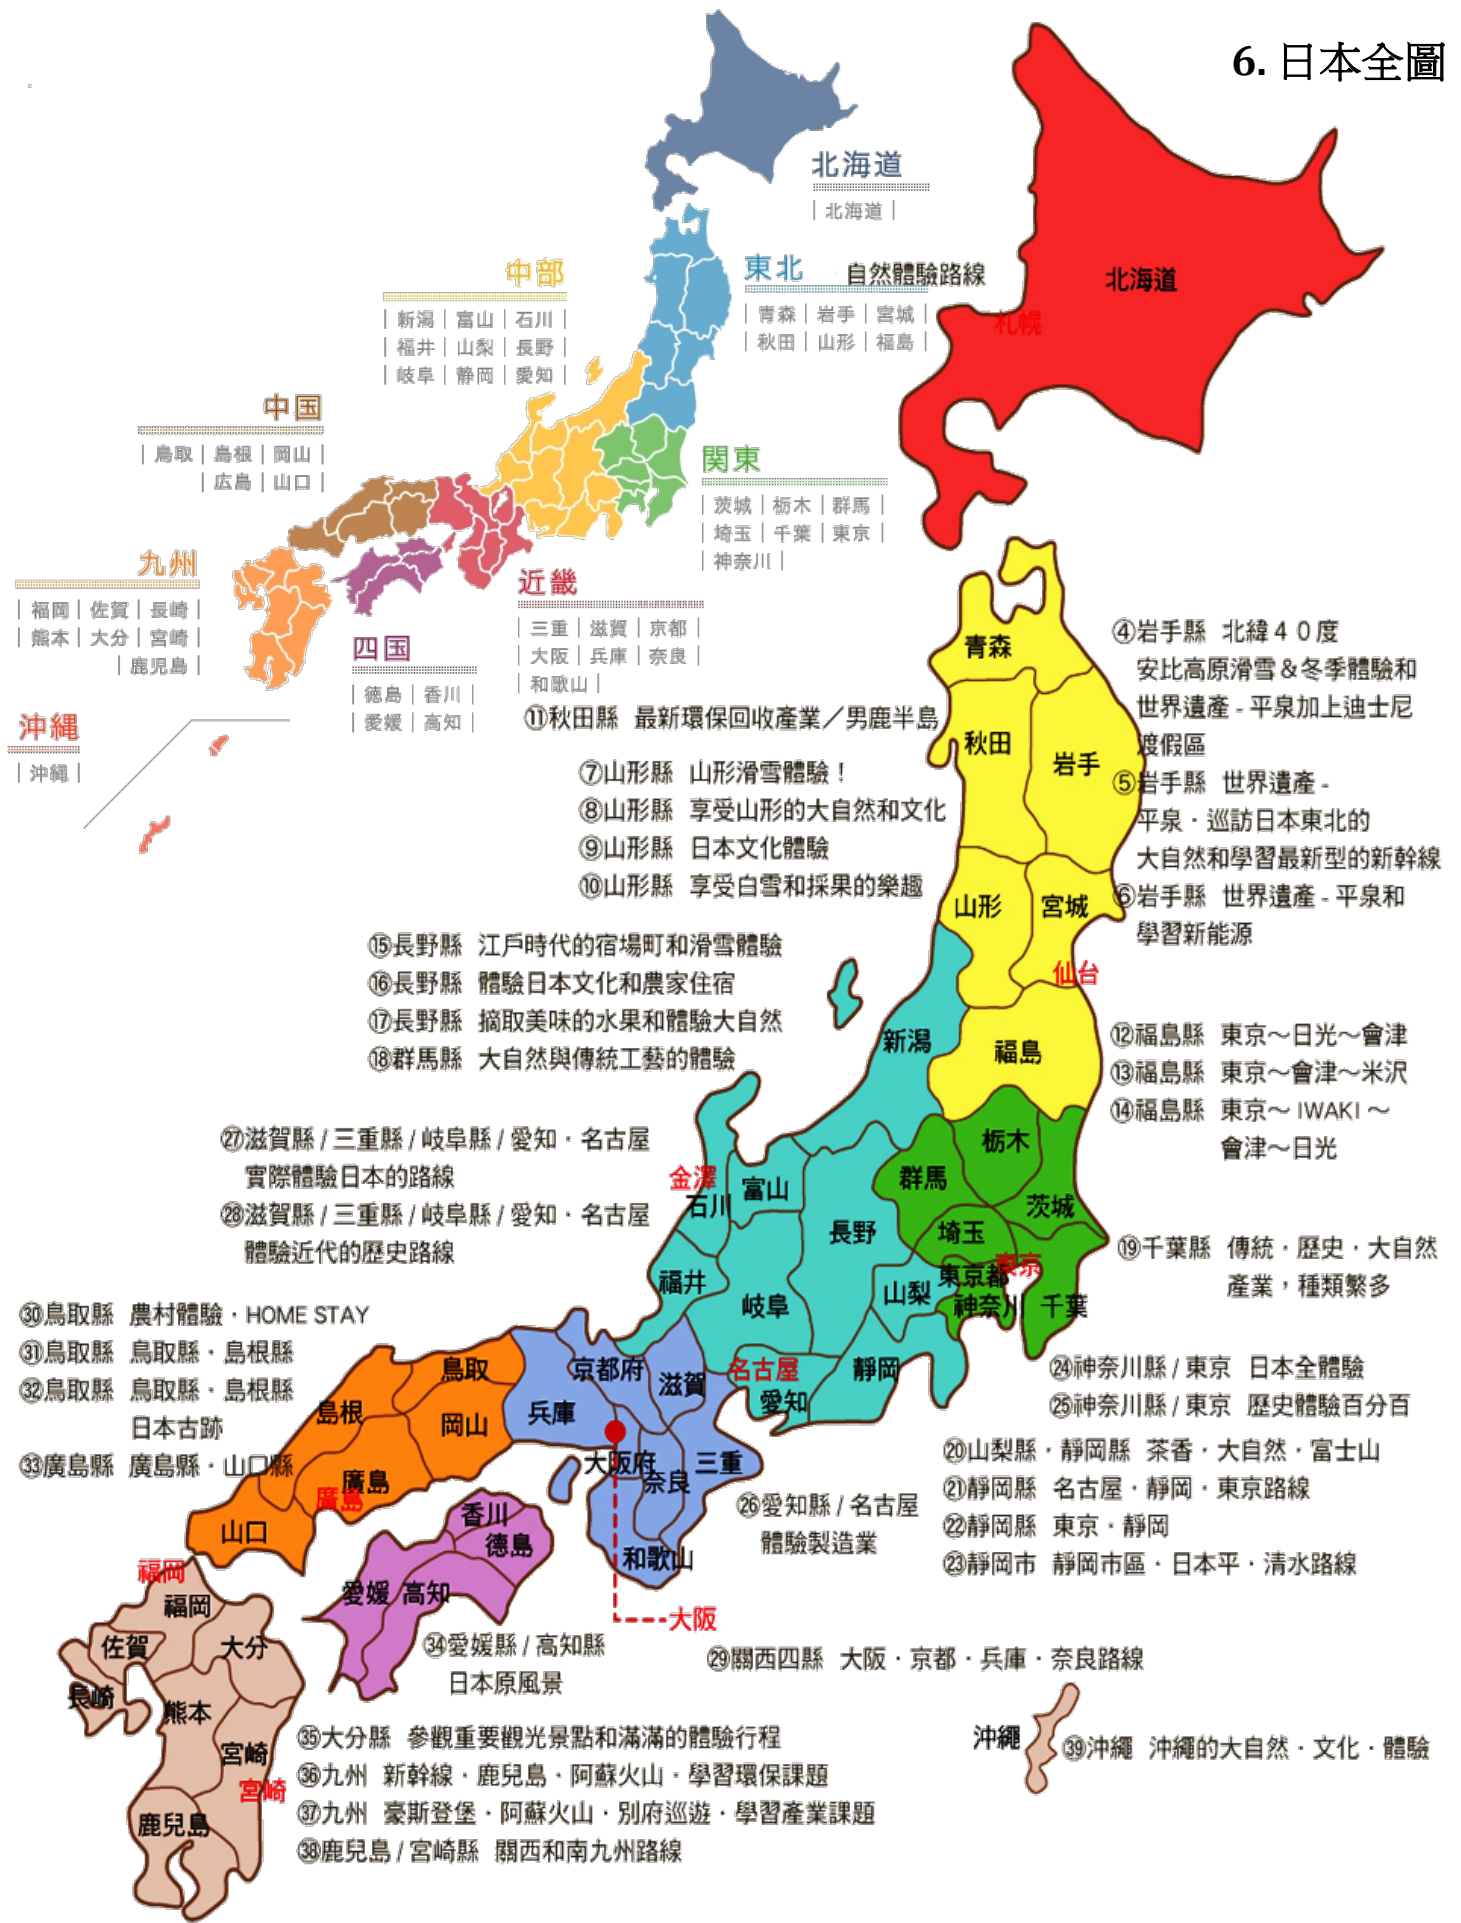 6. 日本全圖
北海道
| 北海道 |
東北
自然體驗路線
| 青森 | 岩手 | 宮城 |
| 秋田 | 山形 | 福島 |
中部
| 新潟 | 富山 | 石川 |
| 福井 | 山梨 | 長野 |
| 岐阜 | 静岡 | 愛知 |
中国
| 鳥取 | 島根 | 岡山 |
| 広島 | 山口 |
関東
| 茨城 | 栃木 | 群馬 |
| 埼玉 | 千葉 | 東京 |
| 神奈川 |
九州
| 福岡 | 佐賀 | 長崎 |
| 熊本 | 大分 | 宮崎 |
| 鹿児島 |
近畿
| 三重 | 滋賀 | 京都 |
| 大阪 | 兵庫 | 奈良 |
| 和歌山 |
四国
| 徳島 | 香川 |
| 愛媛 | 高知 |
沖縄
| 沖縄 |
北海道
札幌
青森
秋田
岩手
山形
宮城
仙台
福島
新潟
栃木
群馬
茨城
埼玉
東京都
東京
神奈川
千葉
金澤
石川
富山
長野
福井
岐阜
山梨
名古屋
愛知
靜岡
京都府
滋賀
兵庫
大阪府
奈良
三重
和歌山
大阪
鳥取
島根
岡山
廣島
廣島
山口
香川
德島
愛媛
高知
福岡
福岡
佐賀
大分
長崎
熊本
宮崎
宮崎
鹿兒島
沖繩
④岩手縣 北緯40度
安比高原滑雪&冬季體驗和
世界遺產-平泉加上迪士尼
渡假區
⑤岩手縣 世界遺產-
平泉·巡訪日本東北的
大自然和學習最新型的新幹線
⑥岩手縣 世界遺產-平泉和
學習新能源
⑪秋田縣 最新環保回收產業／男鹿半島
⑦山形縣 山形滑雪體驗！
⑧山形縣 享受山形的大自然和文化
⑨山形縣 日本文化體驗
⑩山形縣 享受白雪和採果的樂趣
⑮長野縣 江戶時代的宿場町和滑雪體驗
⑯長野縣 體驗日本文化和農家住宿
⑰長野縣 摘取美味的水果和體驗大自然
⑱群馬縣 大自然與傳統工藝的體驗
⑫福島縣 東京～日光～會津
⑬福島縣 東京～會津～米沢
⑭福島縣 東京～IWAKI～
會津～日光
㉗滋賀縣/三重縣/岐阜縣/愛知·名古屋
實際體驗日本的路線
㉘滋賀縣/三重縣/岐阜縣/愛知·名古屋
體驗近代的歷史路線
⑲千葉縣 傳統·歷史·大自然
產業，種類繁多
㉚鳥取縣 農村體驗·HOME STAY
㉛鳥取縣 鳥取縣·島根縣
㉜鳥取縣 鳥取縣·島根縣
日本古跡
㉝廣島縣 廣島縣·山口縣
㉔神奈川縣/東京 日本全體驗
㉕神奈川縣/東京 歷史體驗百分百
⑳山梨縣·靜岡縣 茶香·大自然·富士山
㉑靜岡縣 名古屋·靜岡·東京路線
㉒靜岡縣 東京·靜岡
㉓靜岡市 靜岡市區·日本平·清水路線
㉖愛知縣/名古屋
體驗製造業
㉞愛媛縣/高知縣
日本原風景
㉙關西四縣 大阪·京都·兵庫·奈良路線
㉟大分縣 參觀重要觀光景點和滿滿的體驗行程
㊱九州 新幹線·鹿兒島·阿蘇火山·學習環保課題
㊲九州 豪斯登堡·阿蘇火山·別府巡遊·學習產業課題
㊳鹿兒島/宮崎縣 關西和南九州路線
㊴沖繩 沖繩的大自然·文化·體驗